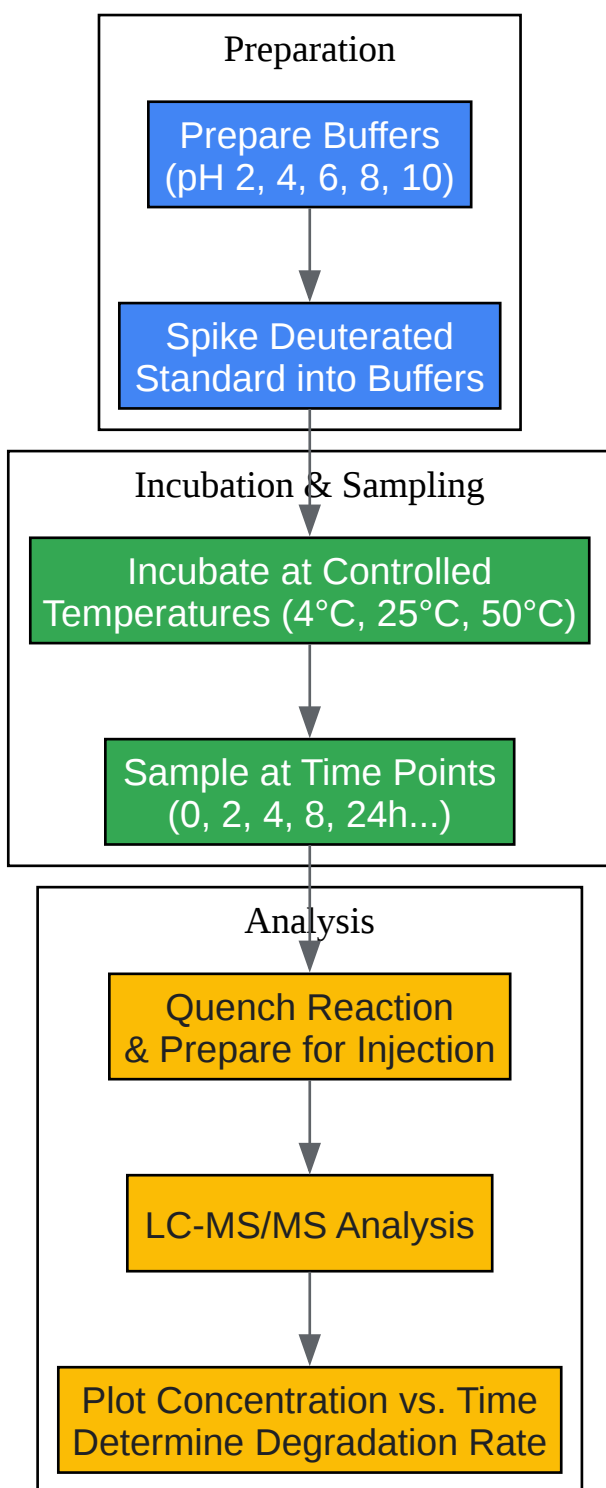 Preparation
Prepare Buffers
(pH 2, 4, 6, 8, 10)
Spike Deuterated
Standard into Buffers
Incubation & Sampling
Incubate at Controlled
Temperatures (4°C, 25°C, 50°C)
Sample at Time Points
(0, 2, 4, 8, 24h...)
Analysis
Quench Reaction
& Prepare for Injection
LC-MS/MS Analysis
Plot Concentration vs. Time
Determine Degradation Rate